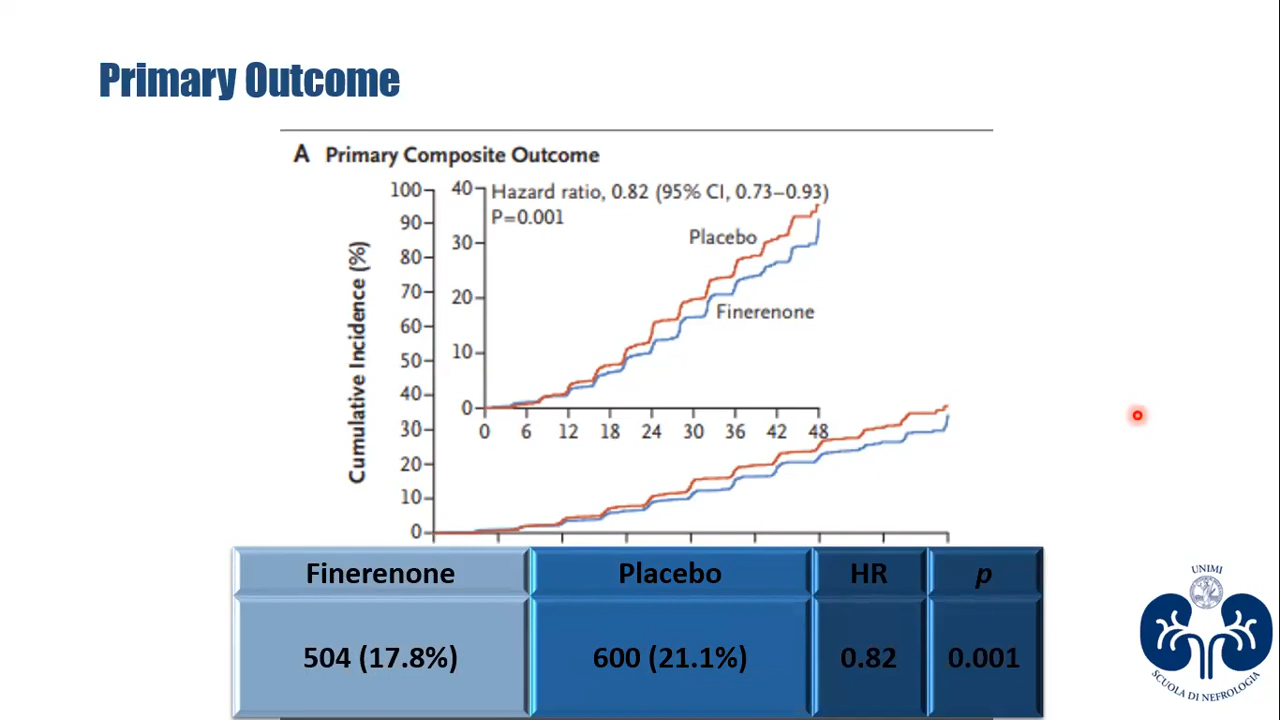 Primary Outcome
A Primary Composite Outcome
Cumulative Incidence (%)
100
90
80
70
60
50
40
30
20
10
0
40
30
20
10
0
Hazard ratio, 0.82 (95% CI, 0.73–0.93)
P=0.001
Placebo
Finerenone
0 6 12 18 24 30 36 42 48
Finerenone Placebo HR p
504 (17.8%) 600 (21.1%) 0.82 0.001
UNIMI
SCUOLA DI NEFROLOGIA